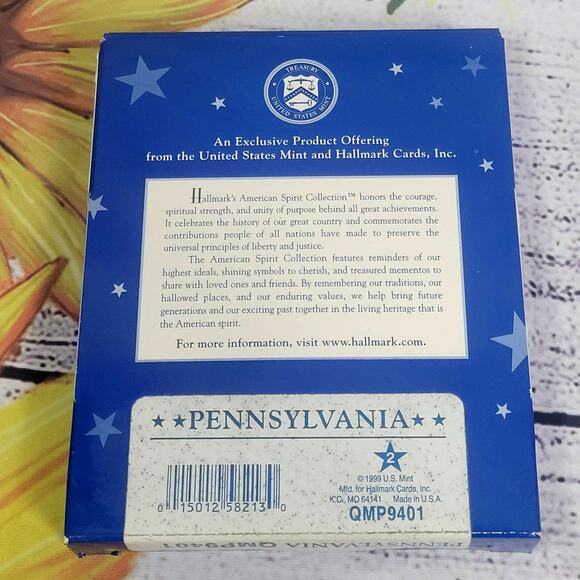 TREASURY
UNITED STATES MINT
An Exclusive Product Offering
from the United States Mint and Hallmark Cards, Inc.
Hallmark's American Spirit Collection™ honors the courage,
spiritual strength, and unity of purpose behind all great achievements.
It celebrates the history of our great country and commemorates the
contributions people of all nations have made to preserve the
universal principles of liberty and justice.
The American Spirit Collection features reminders of our
highest ideals, shining symbols to cherish, and treasured mementos to
share with loved ones and friends. By remembering our traditions, our
hallowed places, and our enduring values, we help bring future
generations and our exciting past together in the living heritage that is
the American spirit.
For more information, visit www.hallmark.com.
PENNSYLVANIA
2
© 1999 U.S. Mint
Mfd. for Hallmark Cards, Inc.
K.C., MO 64141 Made in U.S.A.
QMP9401
0 15012 58213 0
PENNSYLVANIA QMP9401